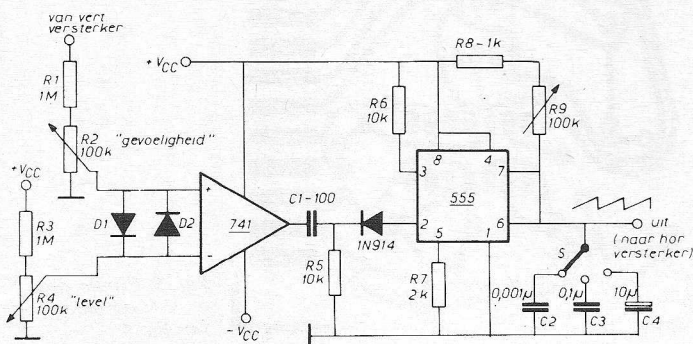 van vert
versterker
R1
1M
R2
100k
"gevoeligheid"
+Vcc
R3
1M
R4
100k
"level"
D1
D2
+Vcc
+
-
741
-Vcc
C1-100
R5
10k
1N914
R6
10k
R8-1k
R9
100k
8
4
3
7
555
2
6
5
1
R7
2k
S
uit
(naar hor
versterker)
0,001µ
C2
0,1µ
C3
10µ
C4